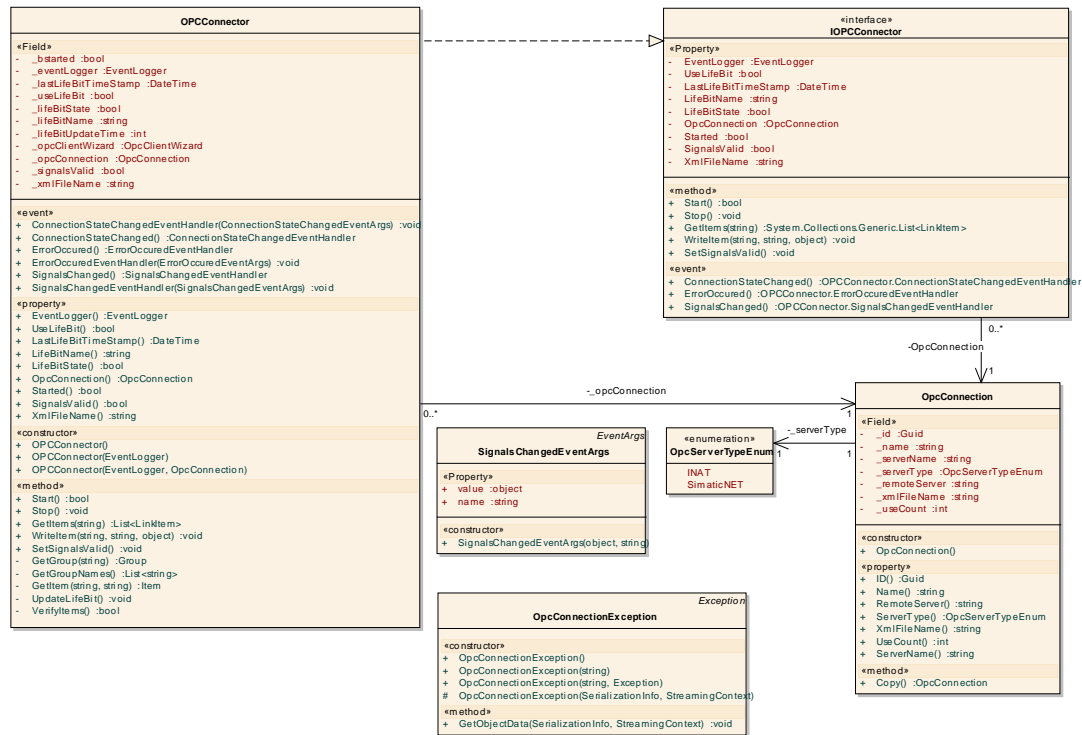 OPCConnector
«Field»
- _bstarted :bool
- _eventLogger :EventLogger
- _lastLifeBitTimeStamp :DateTime
- _useLifeBit :bool
- _lifeBitState :bool
- _lifeBitName :string
- _lifeBitUpdateTime :int
- _opcClientWizard :OpcClientWizard
- _opcConnection :OpcConnection
- _signalsValid :bool
- _xmlFileName :string
«event»
+ ConnectionStateChangedEventHandler(ConnectionStateChangedEventArgs) :void
+ ConnectionStateChanged() :ConnectionStateChangedEventHandler
+ ErrorOccured() :ErrorOccuredEventHandler
+ ErrorOccuredEventHandler(ErrorOccuredEventArgs) :void
+ SignalsChanged() :SignalsChangedEventHandler
+ SignalsChangedEventHandler(SignalsChangedEventArgs) :void
«property»
+ EventLogger() :EventLogger
+ UseLifeBit() :bool
+ LastLifeBitTimeStamp() :DateTime
+ LifeBitName() :string
+ LifeBitState() :bool
+ OpcConnection() :OpcConnection
+ Started() :bool
+ SignalsValid() :bool
+ XmlFileName() :string
«constructor»
+ OPCConnector()
+ OPCConnector(EventLogger)
+ OPCConnector(EventLogger, OpcConnection)
«method»
+ Start() :bool
+ Stop() :void
+ GetItems(string) :List<LinkItem>
+ WriteItem(string, string, object) :void
+ SetSignalsValid() :void
- GetGroup(string) :Group
- GetGroupNames() :List<string>
- GetItem(string, string) :Item
- UpdateLifeBit() :void
- VerifyItems() :bool
«interface»
IOPCConnector
«Property»
- EventLogger :EventLogger
- UseLifeBit :bool
- LastLifeBitTimeStamp :DateTime
- LifeBitName :string
- LifeBitState :bool
- OpcConnection :OpcConnection
- Started :bool
- SignalsValid :bool
- XmlFileName :string
«method»
+ Start() :bool
+ Stop() :void
+ GetItems(string) :System.Collections.Generic.List<LinkItem>
+ WriteItem(string, string, object) :void
+ SetSignalsValid() :void
«event»
+ ConnectionStateChanged() :OPCConnector.ConnectionStateChangedEventHandler
+ ErrorOccured() :OPCConnector.ErrorOccuredEventHandler
+ SignalsChanged() :OPCConnector.SignalsChangedEventHandler
0..*
-OpcConnection
1
-_opcConnection
0..*
1
EventArgs
SignalsChangedEventArgs
«Property»
+ value :object
+ name :string
«constructor»
+ SignalsChangedEventArgs(object, string)
«enumeration»
OpcServerTypeEnum
INAT
SimaticNET
-_serverType
1
1
OpcConnection
«Field»
- _id :Guid
- _name :string
- _serverName :string
- _serverType :OpcServerTypeEnum
- _remoteServer :string
- _xmlFileName :string
- _useCount :int
«constructor»
+ OpcConnection()
«property»
+ ID() :Guid
+ Name() :string
+ RemoteServer() :string
+ ServerType() :OpcServerTypeEnum
+ XmlFileName() :string
+ UseCount() :int
+ ServerName() :string
«method»
+ Copy() :OpcConnection
Exception
OpcConnectionException
«constructor»
+ OpcConnectionException()
+ OpcConnectionException(string)
+ OpcConnectionException(string, Exception)
# OpcConnectionException(SerializationInfo, StreamingContext)
«method»
+ GetObjectData(SerializationInfo, StreamingContext) :void